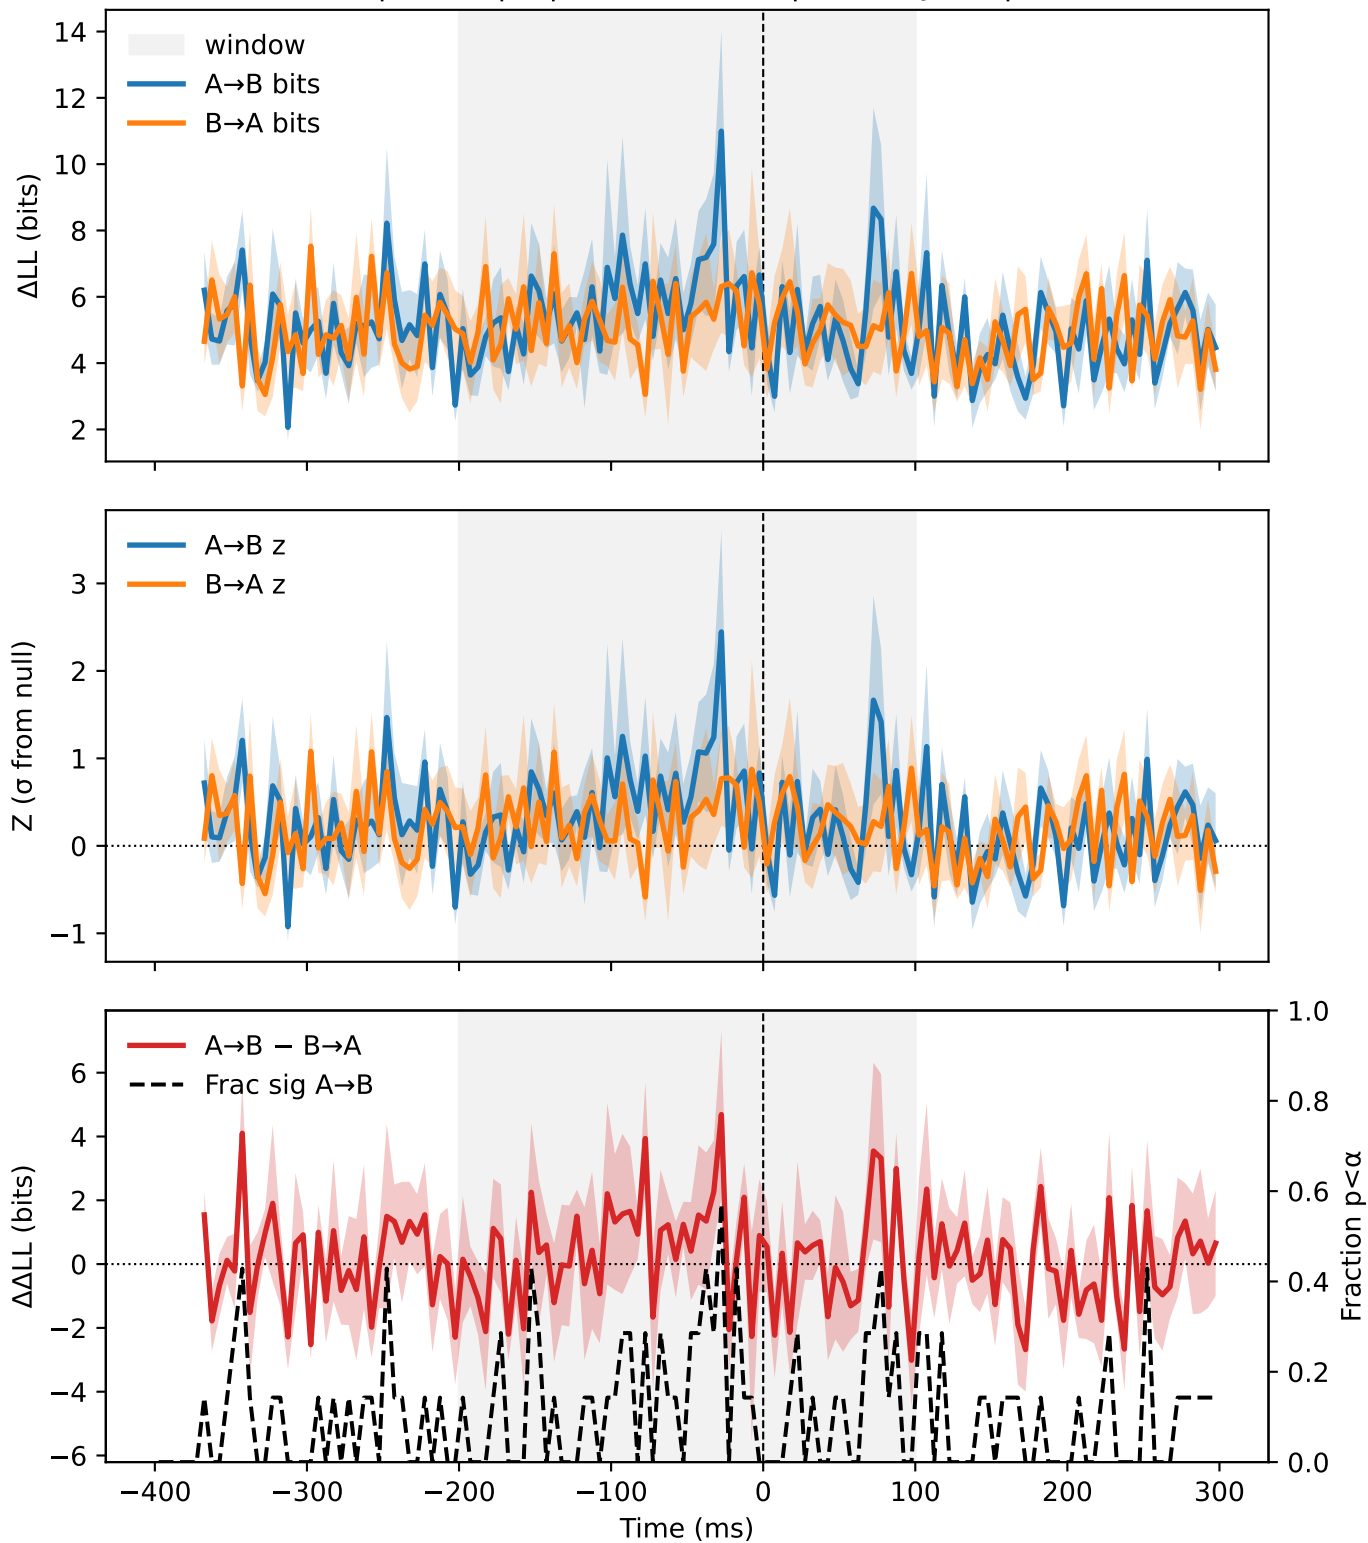 14
12
10
8
6
4
2
ΔLL (bits)
window
A→B bits
B→A bits
3
2
1
0
−1
Z (σ from null)
A→B z
B→A z
6
4
2
0
−2
−4
−6
ΔΔLL (bits)
A→B − B→A
Frac sig A→B
1.0
0.8
0.6
0.4
0.2
0.0
Fraction p<α
−400 −300 −200 −100 0 100 200 300
Time (ms)